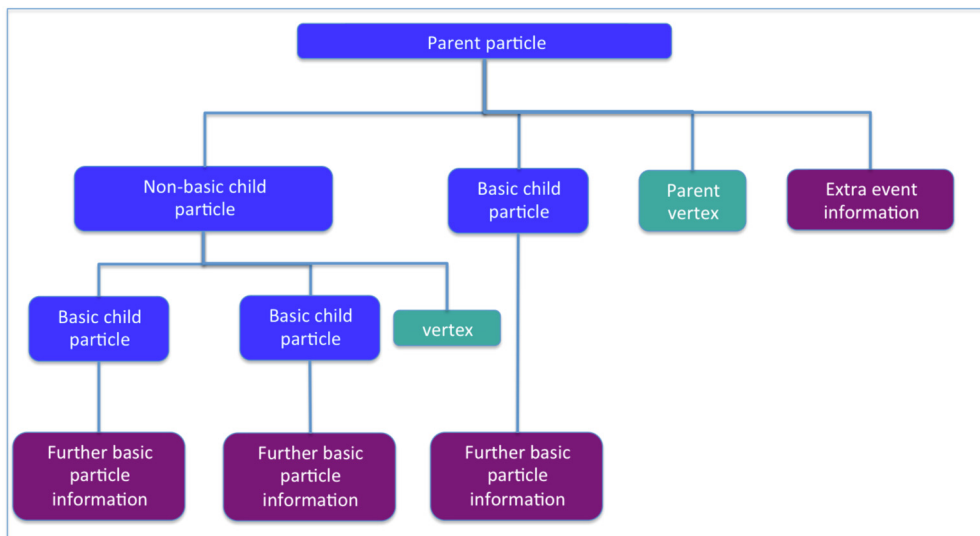 Parent particle
Non-basic child
particle
Basic child
particle
Parent
vertex
Extra event
information
Basic child
particle
Basic child
particle
vertex
Further basic
particle
information
Further basic
particle
information
Further basic
particle
information